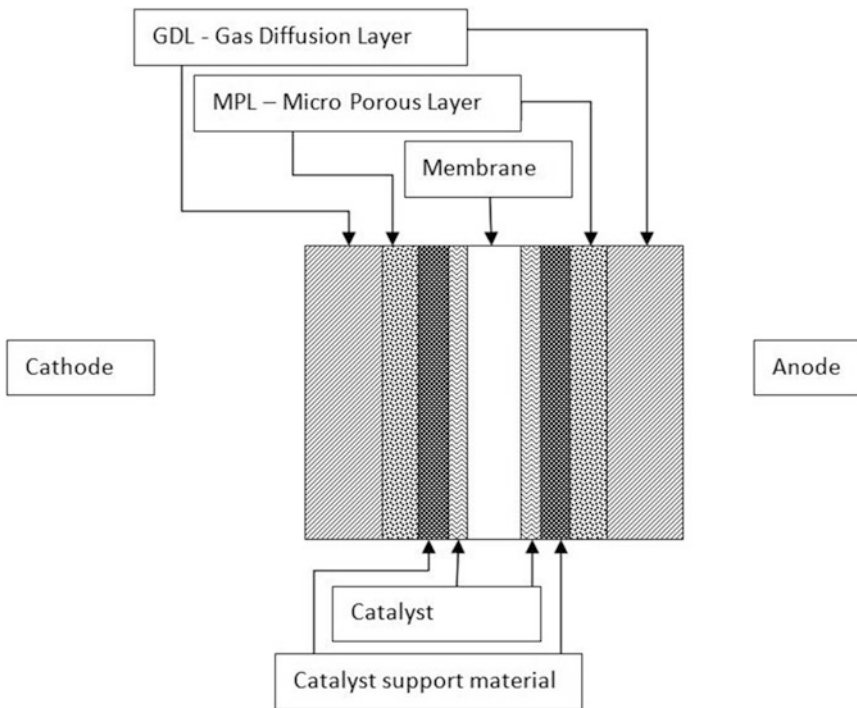 GDL - Gas Diffusion Layer
MPL – Micro Porous Layer
Membrane
Cathode
Anode
Catalyst
Catalyst support material